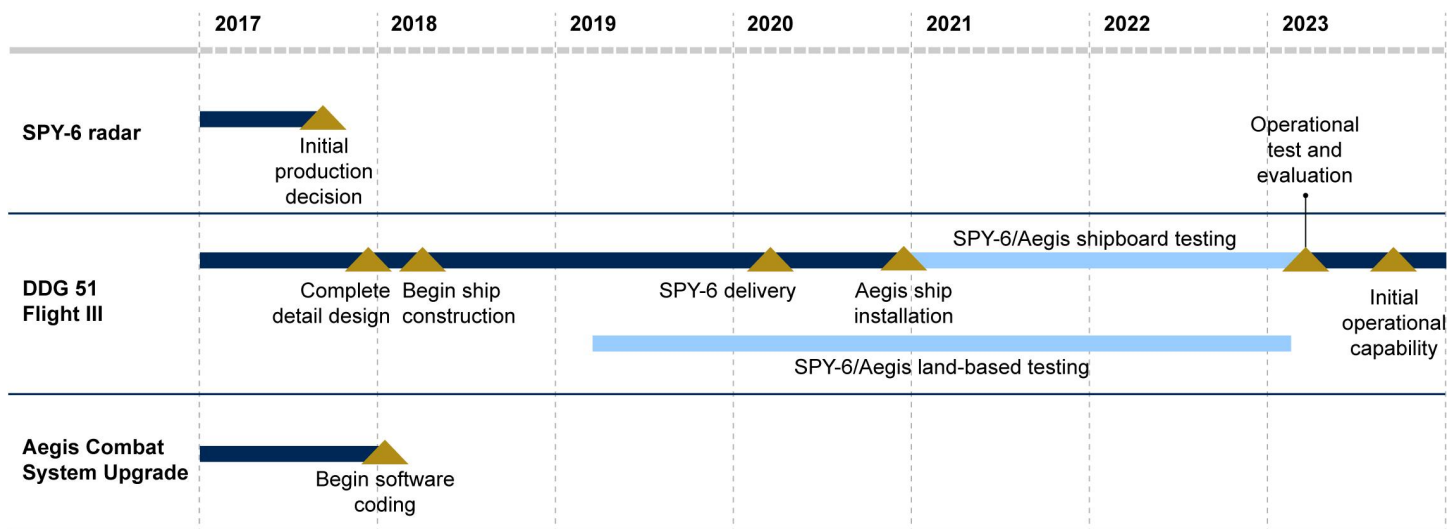 2017
2018
2019
2020
2021
2022
2023
SPY-6 radar
Initial
production
decision
Operational
test and
evaluation
DDG 51
Flight III
SPY-6/Aegis shipboard testing
Complete
detail design
Begin ship
construction
SPY-6 delivery
Aegis ship
installation
Initial
operational
capability
SPY-6/Aegis land-based testing
Aegis Combat
System Upgrade
Begin software
coding